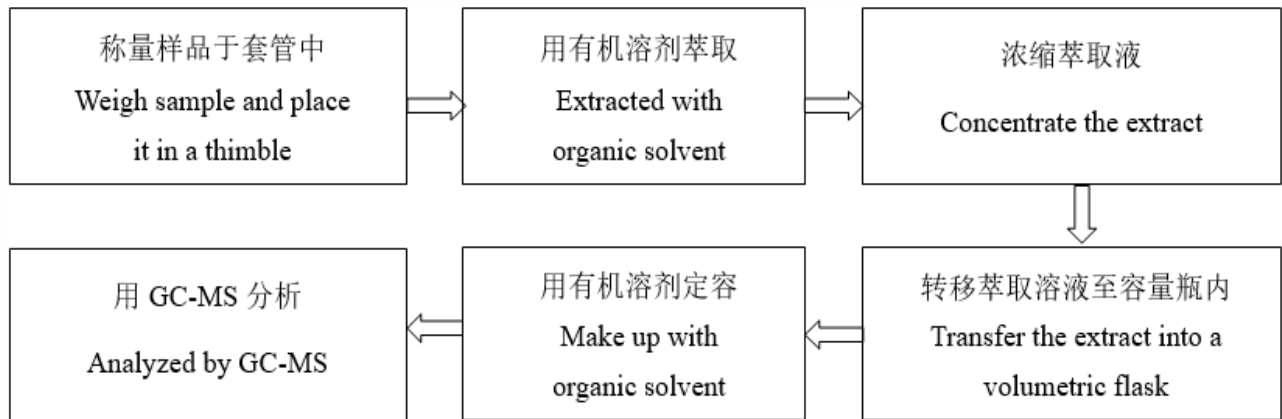 称量样品于套管中
Weigh sample and place
it in a thimble
用有机溶剂萃取
Extracted with
organic solvent
浓缩萃取液
Concentrate the extract
转移萃取溶液至容量瓶内
Transfer the extract into a
volumetric flask
用有机溶剂定容
Make up with
organic solvent
用 GC-MS 分析
Analyzed by GC-MS